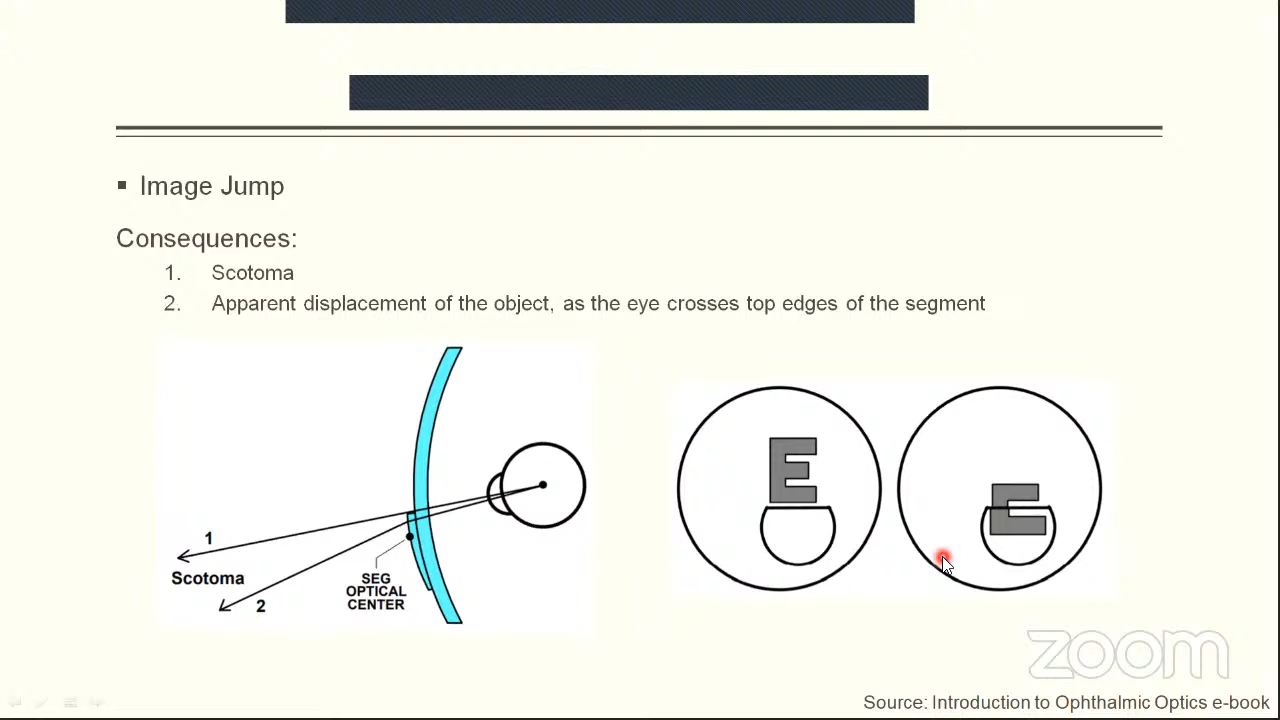 Image Jump
Consequences:
1. Scotoma
2. Apparent displacement of the object, as the eye crosses top edges of the segment
1
Scotoma
2
SEG
OPTICAL
CENTER
E
E
zoom
Source: Introduction to Ophthalmic Optics e-book